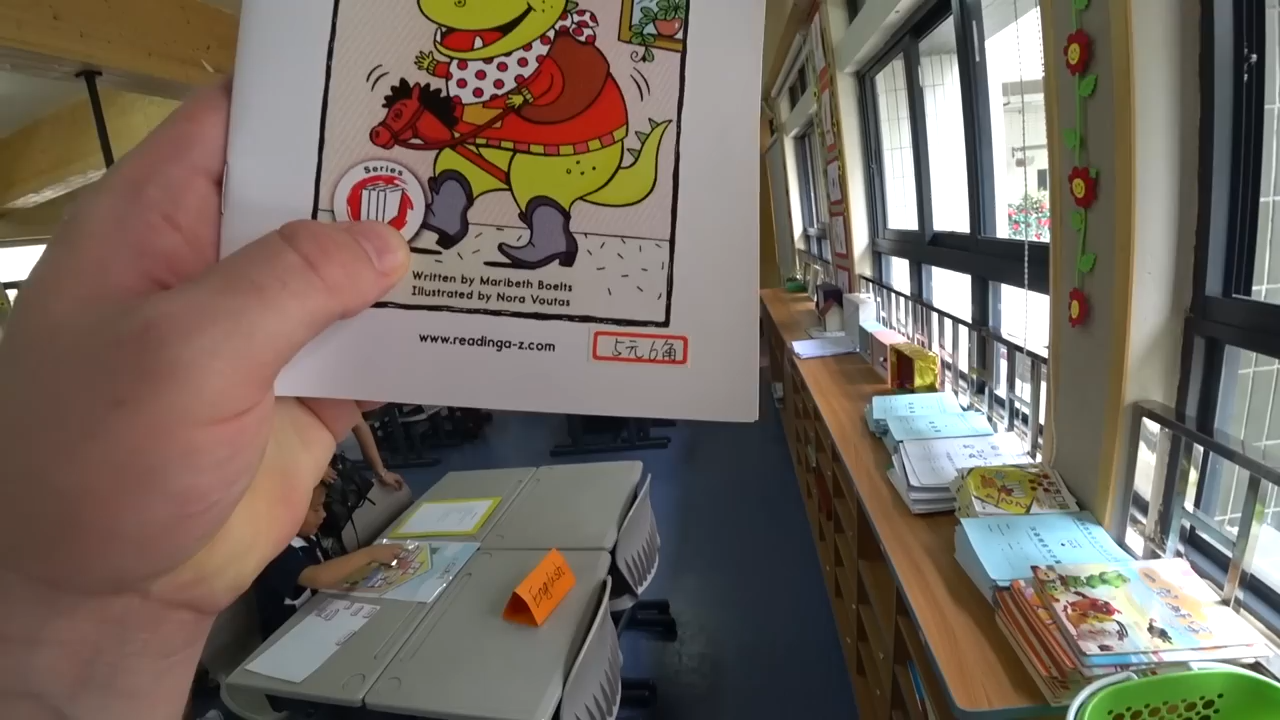 Series
Written by Maribeth Boelts
Illustrated by Nora Voutas
www.readinga-z.com
5元6角
English